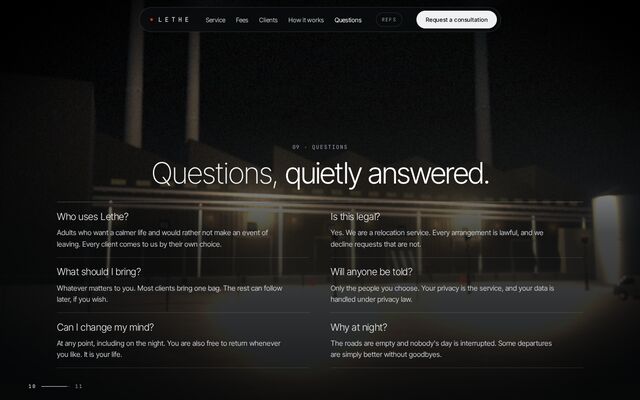 LETHE
Service
Fees
Clients
How it works
Questions
REPS
Request a consultation
09 - QUESTIONS
Questions, quietly answered.
Who uses Lethe?
Adults who want a calmer life and would rather not make an event of
leaving. Every client comes to us by their own choice.
Is this legal?
Yes. We are a relocation service. Every arrangement is lawful, and we
decline requests that are not.
What should I bring?
Whatever matters to you. Most clients bring one bag. The rest can follow
later, if you wish.
Will anyone be told?
Only the people you choose. Your privacy is the service, and your data is
handled under privacy law.
Can I change my mind?
At any point, including on the night. You are also free to return whenever
you like. It is your life.
Why at night?
The roads are empty and nobody's day is interrupted. Some departures
are simply better without goodbyes.
10
11